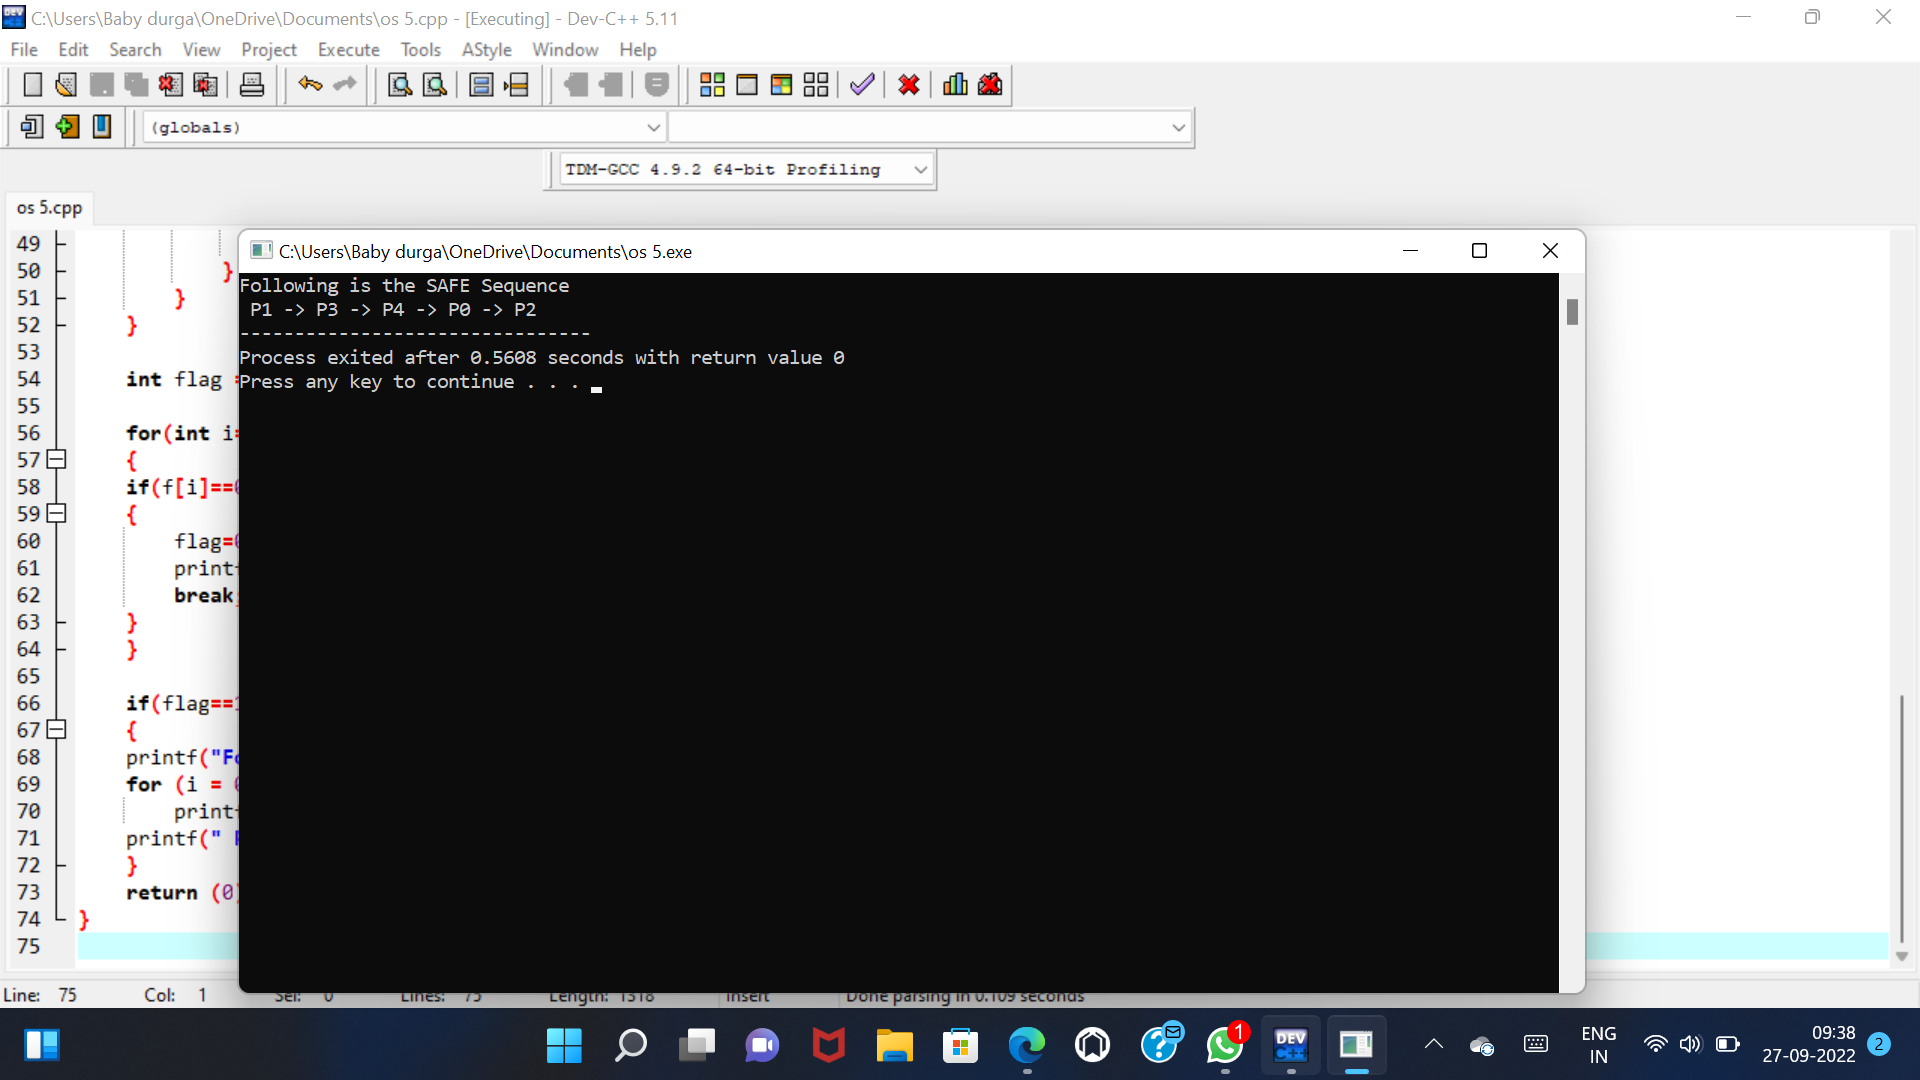 C:\Users\Baby durga\OneDrive\Documents\os 5.cpp - [Executing] - Dev-C++ 5.11
File Edit Search View Project Execute Tools AStyle Window Help
(globals)
TDM-GCC 4.9.2 64-bit Profiling
os 5.cpp
C:\Users\Baby durga\OneDrive\Documents\os 5.exe
Following is the SAFE Sequence
P1 -> P3 -> P4 -> P0 -> P2
--------------------------------
Process exited after 0.5608 seconds with return value 0
Press any key to continue . . .
49
50 }
51 }
52 }
53
54 int flag
55
56 for(int i=
57 {
58 if(f[i]==
59 {
60 flag=
61 print
62 break
63 }
64 }
65
66 if(flag==
67 {
68 printf("F
69 for (i =
70 print
71 printf("
72 }
73 return (0
74 }
75
Line: 75 Col: 1 Sel: 0 Lines: 75 Length: 1318 Insert Done parsing in 0.109 seconds
DEV C++
1
ENG
IN
09:38
27-09-2022
2